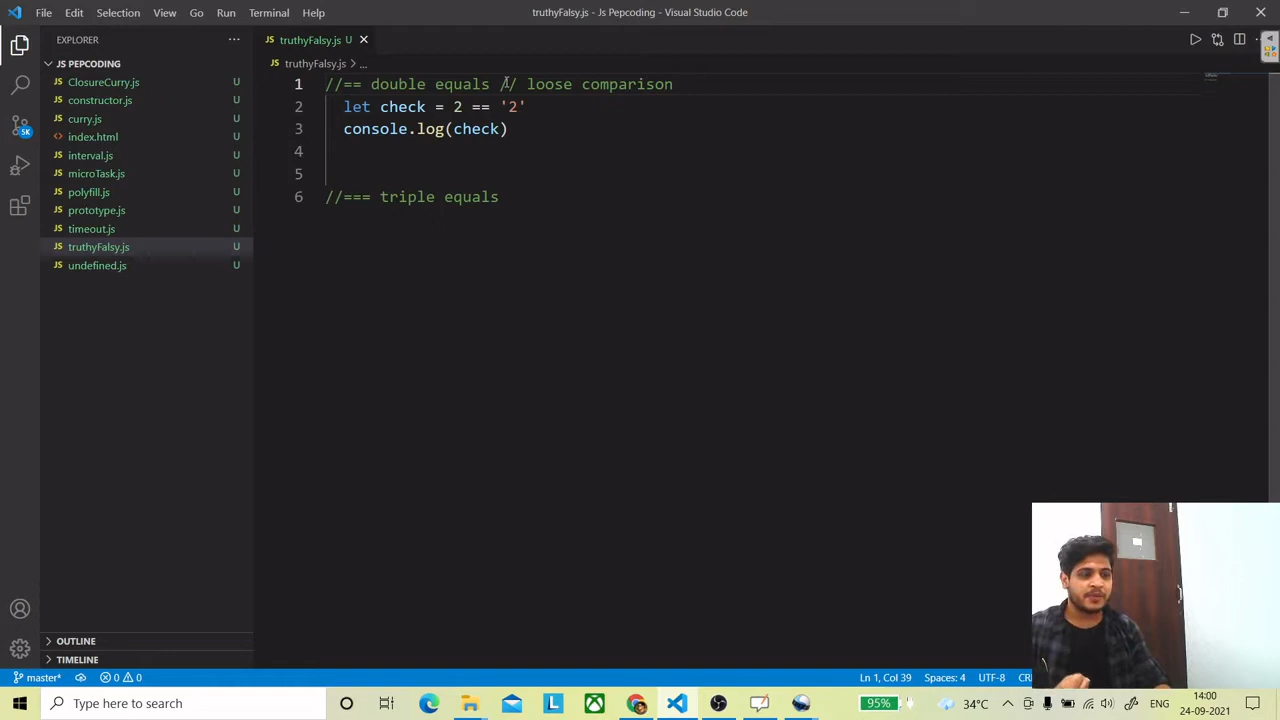 File Edit Selection View Go Run Terminal Help
truthyFalsy.js - Js Pepcoding - Visual Studio Code
EXPLORER
JS PEPCODING
ClosureCurry.js U
constructor.js U
curry.js U
index.html U
interval.js U
microTask.js U
polyfill.js U
prototype.js U
timeout.js U
truthyFalsy.js U
undefined.js U
OUTLINE
TIMELINE
truthyFalsy.js U
truthyFalsy.js > ...
1 //== double equals // loose comparison
2 let check = 2 == '2'
3 console.log(check)
4
5
6 //=== triple equals
5K
master* 0 0
Ln 1, Col 39 Spaces: 4 UTF-8
Type here to search
95%
34°C
ENG
14:00
24-09-2021